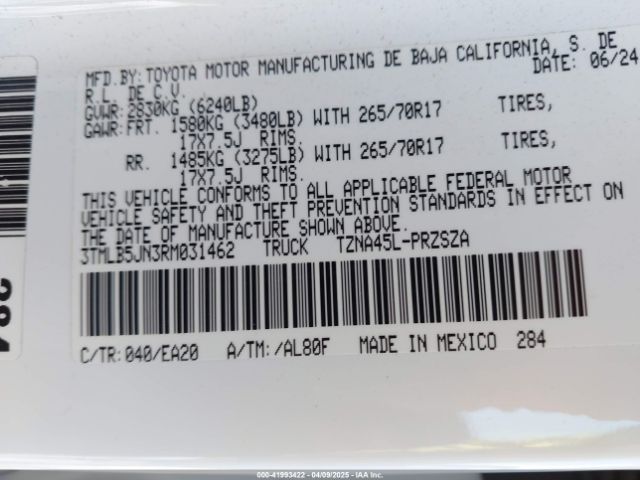 MFD.BY: TOYOTA MOTOR MANUFACTURING DE BAJA CALIFORNIA, S. DE
R.L. DE C.V. DATE: 06/24
GVWR: 2830KG (6240LB)
GAWR: FRT. 1580KG (3480LB) WITH 265/70R17 TIRES,
17X7.5J RIMS.
RR. 1485KG (3275LB) WITH 265/70R17 TIRES,
17X7.5J RIMS.
THIS VEHICLE CONFORMS TO ALL APPLICABLE FEDERAL MOTOR
VEHICLE SAFETY AND THEFT PREVENTION STANDARDS IN EFFECT ON
THE DATE OF MANUFACTURE SHOWN ABOVE.
3TMLB5JN3RM031462 TRUCK TZNA45L-PRZSZA
C/TR: 040/EA20 A/TM: /AL80F MADE IN MEXICO 284
284
000-41993422 - 04/09/2025 - IAA Inc.